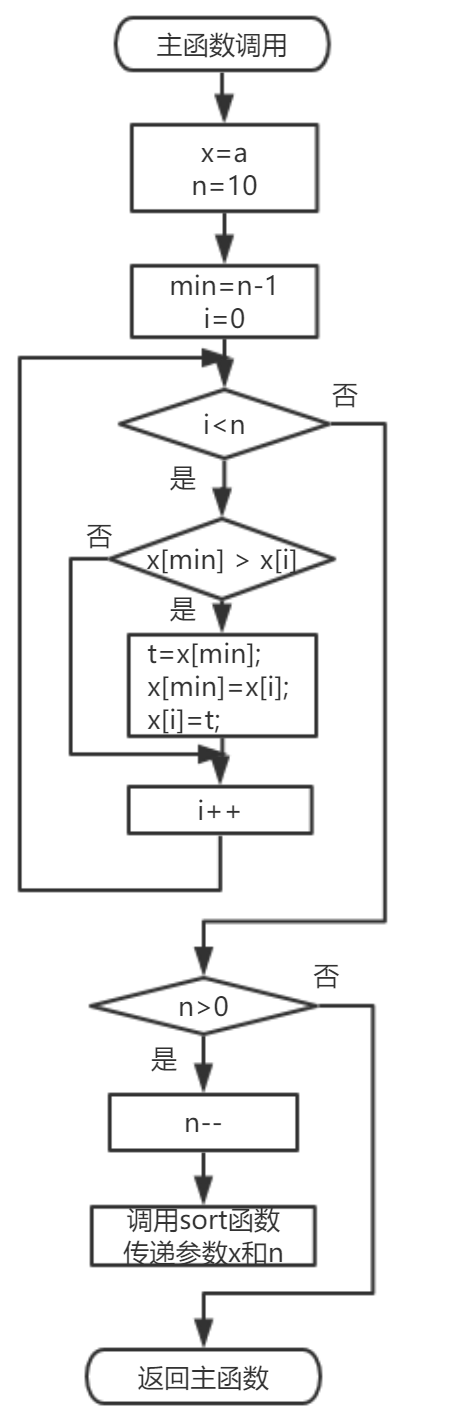 主函数调用
x=a
n=10
min=n-1
i=0
i<n
否
是
否
x[min] > x[i]
是
t=x[min];
x[min]=x[i];
x[i]=t;
i++
n>0
否
是
n--
调用sort函数
传递参数x和n
返回主函数